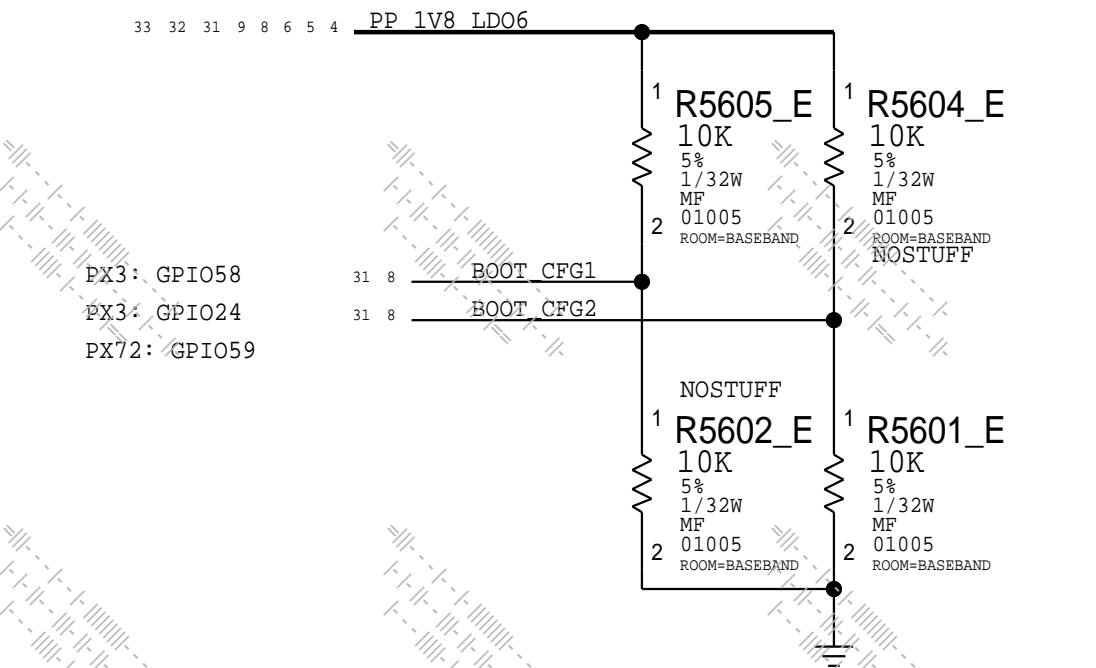 33 32 31 9 8 6 5 4 PP_1V8_LDO6
1 R5605_E
10K
5%
1/32W
MF
2 01005
ROOM=BASEBAND
1 R5604_E
10K
5%
1/32W
MF
2 01005
ROOM=BASEBAND
NOSTUFF
PX3: GPIO58 31 8 BOOT_CFG1
PX3: GPIO24 31 8 BOOT_CFG2
PX72: GPIO59
NOSTUFF
1 R5602_E
10K
5%
1/32W
MF
2 01005
ROOM=BASEBAND
1 R5601_E
10K
5%
1/32W
MF
2 01005
ROOM=BASEBAND